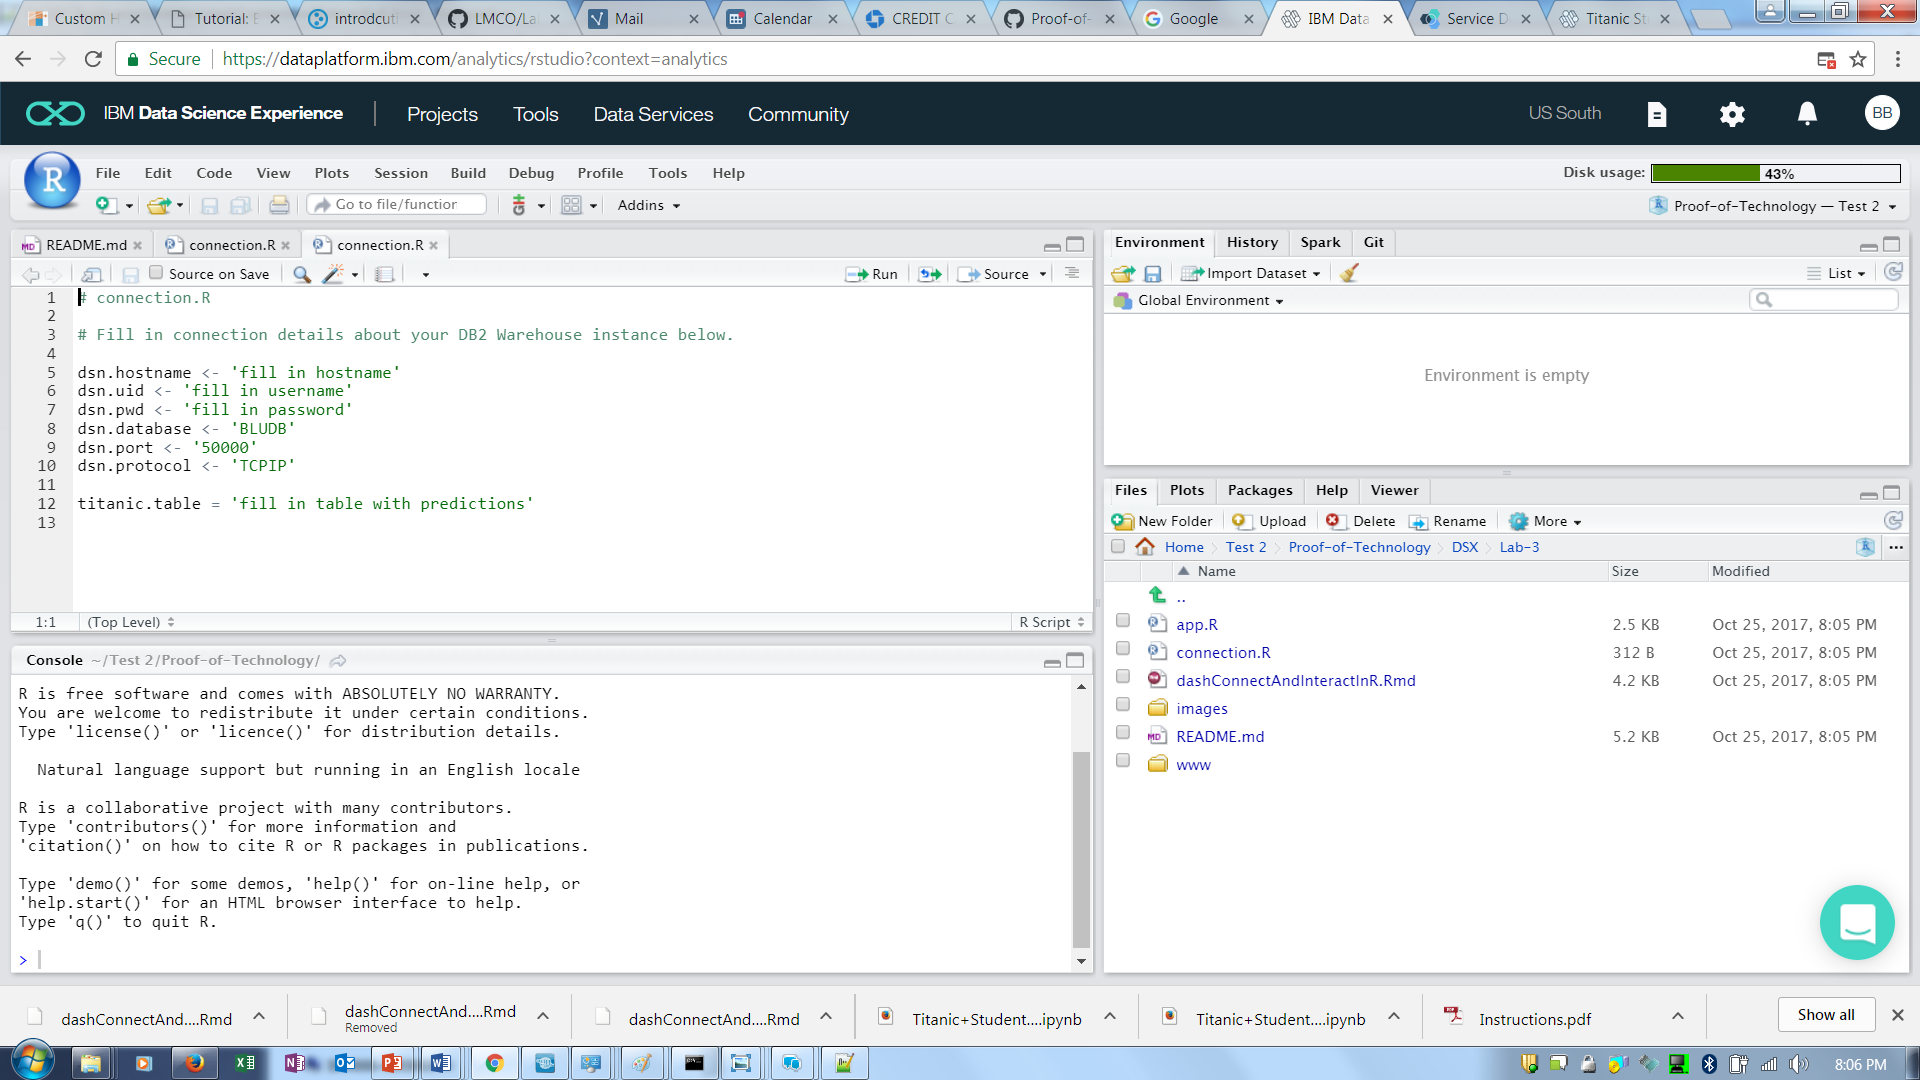 Custom H
Tutorial: E
introdcuti
LMCO/La
Mail
Calendar
CREDIT C
Proof-of-
Google
IBM Data
Service D
Titanic St
Secure
https://dataplatform.ibm.com/analytics/rstudio?context=analytics
IBM Data Science Experience
Projects
Tools
Data Services
Community
US South
BB
R
File
Edit
Code
View
Plots
Session
Build
Debug
Profile
Tools
Help
Disk usage:
43%
Go to file/function
Addins
Proof-of-Technology — Test 2
README.md
connection.R
connection.R
Source on Save
Run
Source
1 # connection.R
2
3 # Fill in connection details about your DB2 Warehouse instance below.
4
5 dsn.hostname <- 'fill in hostname'
6 dsn.uid <- 'fill in username'
7 dsn.pwd <- 'fill in password'
8 dsn.database <- 'BLUDB'
9 dsn.port <- '50000'
10 dsn.protocol <- 'TCPIP'
11
12 titanic.table = 'fill in table with predictions'
13
1:1
(Top Level)
R Script
Console ~/Test 2/Proof-of-Technology/
R is free software and comes with ABSOLUTELY NO WARRANTY.
You are welcome to redistribute it under certain conditions.
Type 'license()' or 'licence()' for distribution details.
Natural language support but running in an English locale
R is a collaborative project with many contributors.
Type 'contributors()' for more information and
'citation()' on how to cite R or R packages in publications.
Type 'demo()' for some demos, 'help()' for on-line help, or
'help.start()' for an HTML browser interface to help.
Type 'q()' to quit R.
>
Environment
History
Spark
Git
Import Dataset
List
Global Environment
Environment is empty
Files
Plots
Packages
Help
Viewer
New Folder
Upload
Delete
Rename
More
Home
Test 2
Proof-of-Technology
DSX
Lab-3
...
Name
Size
Modified
..
app.R 2.5 KB Oct 25, 2017, 8:05 PM
connection.R 312 B Oct 25, 2017, 8:05 PM
dashConnectAndInteractInR.Rmd 4.2 KB Oct 25, 2017, 8:05 PM
images
README.md 5.2 KB Oct 25, 2017, 8:05 PM
www
dashConnectAnd....Rmd
dashConnectAnd....Rmd
Removed
dashConnectAnd....Rmd
Titanic+Student....ipynb
Titanic+Student....ipynb
Instructions.pdf
Show all
8:06 PM